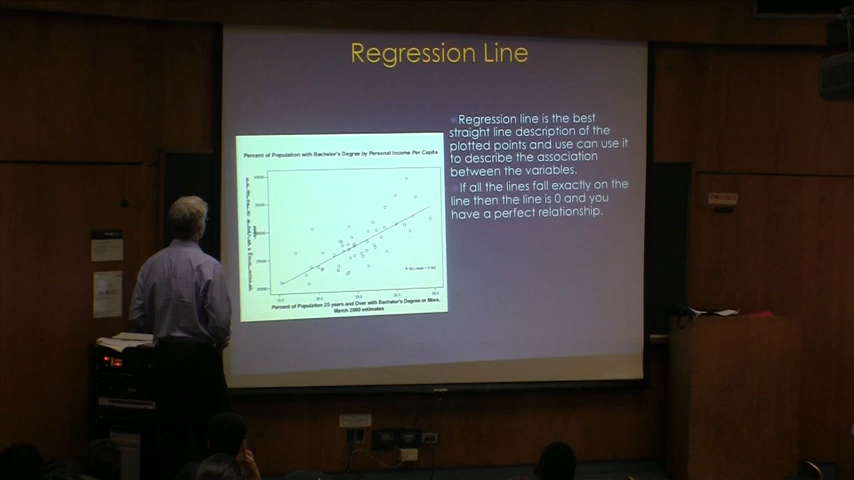 Regression Line
Regression line is the best
straight line description of the
plotted points and use can use it
to describe the association
between the variables.
If all the lines fall exactly on the
line then the line is 0 and you
have a perfect relationship.
Percent of Population with Bachelor's Degree by Personal Income Per Capita
Percent of Population 25 years and Over with Bachelor's Degree or More,
March 2000 estimates